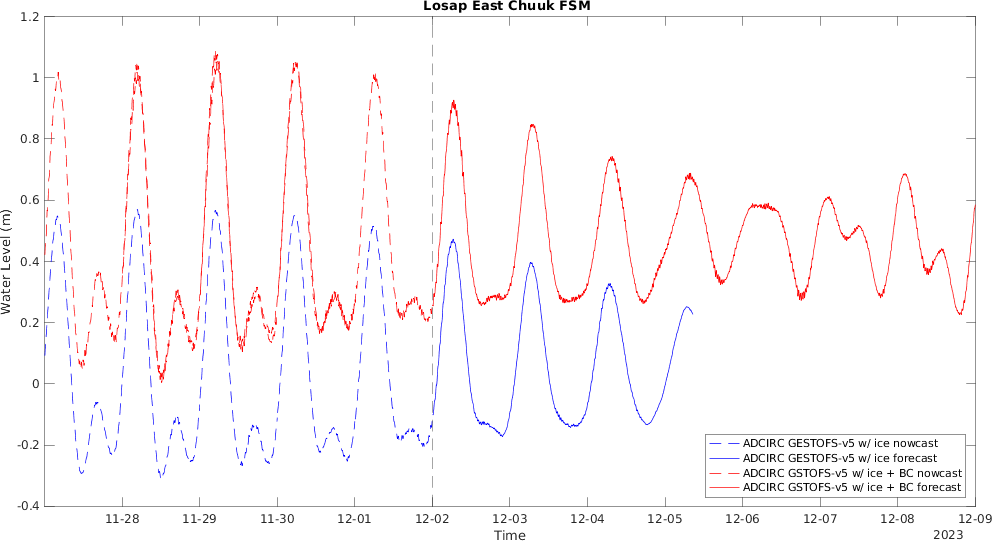 Losap East Chuuk FSM
1.2
1
0.8
0.6
0.4
0.2
0
-0.2
-0.4
Water Level (m)
ADCIRC GESTOFS-v5 w/ ice nowcast
ADCIRC GESTOFS-v5 w/ ice forecast
ADCIRC GSTOFS-v5 w/ ice + BC nowcast
ADCIRC GSTOFS-v5 w/ ice + BC forecast
11-28 11-29 11-30 12-01 12-02 12-03 12-04 12-05 12-06 12-07 12-08 12-09
Time
2023